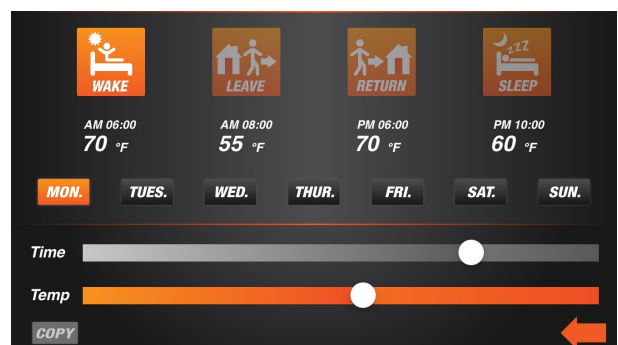 zZZ
WAKE LEAVE RETURN SLEEP
AM 06:00 AM 08:00 PM 06:00 PM 10:00
70 °F 55 °F 70 °F 60 °F
MON. TUES. WED. THUR. FRI. SAT. SUN.
Time
Temp
COPY